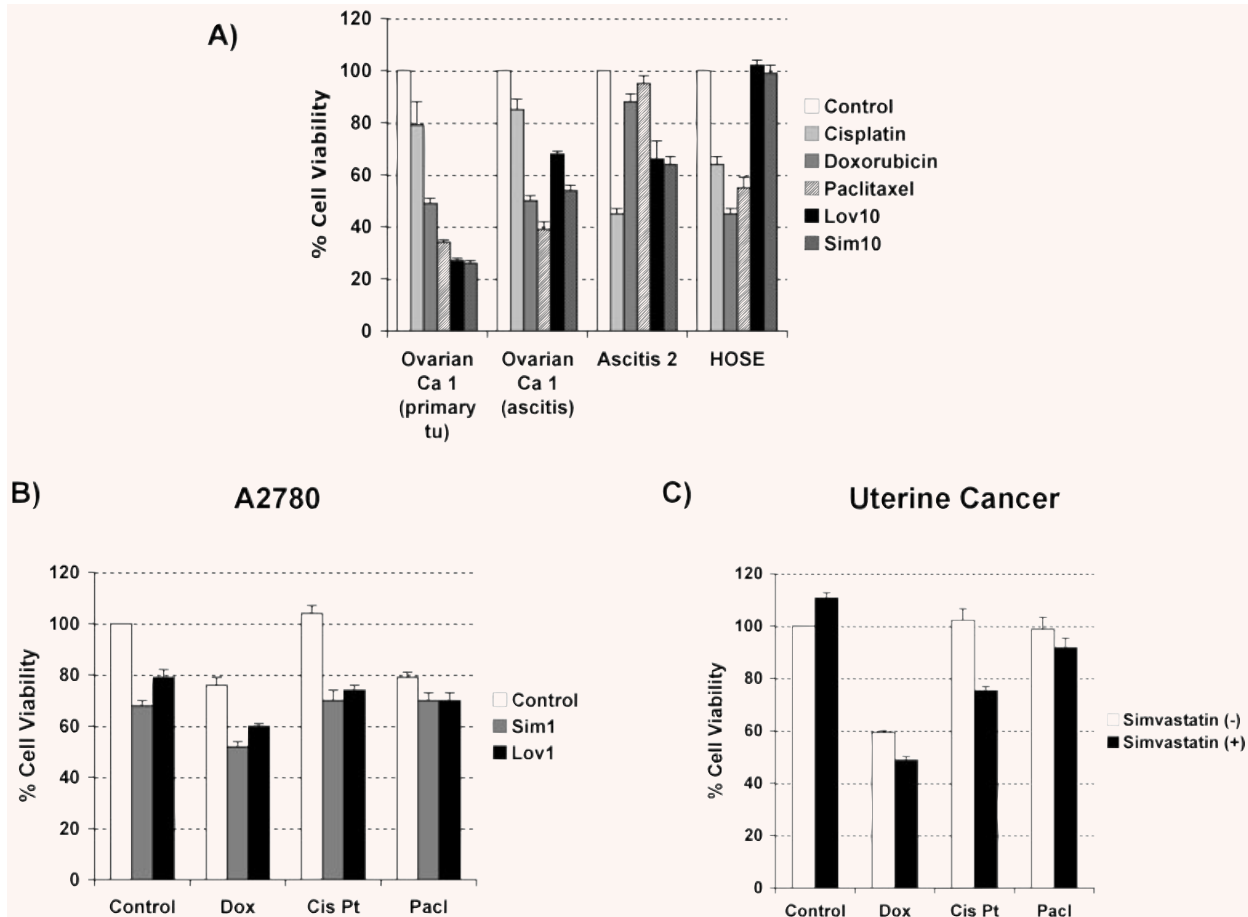 A)
120
100
80
60
40
20
0
% Cell Viability
Ovarian
Ca 1
(primary
tu)
Ovarian
Ca 1
(ascitis)
Ascitis 2
HOSE
Control
Cisplatin
Doxorubicin
Paclitaxel
Lov10
Sim10
B)
A2780
120
100
80
60
40
20
0
% Cell Viability
Control
Dox
Cis Pt
Pacl
Control
Sim1
Lov1
C)
Uterine Cancer
120
100
80
60
40
20
0
% Cell Viability
Control
Dox
Cis Pt
Pacl
Simvastatin (-)
Simvastatin (+)